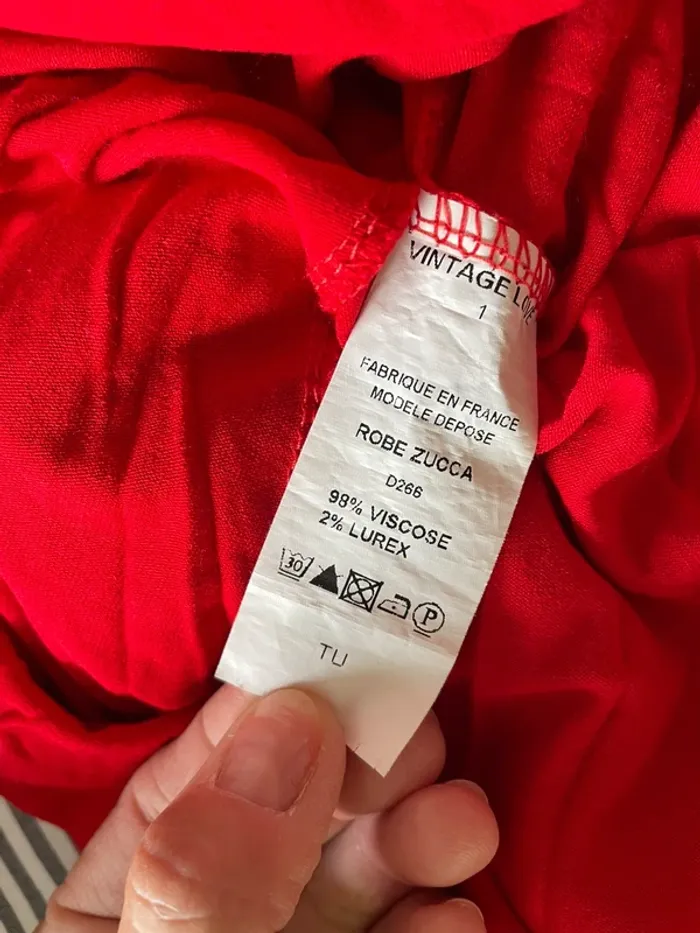 VINTAGE LOVE
1
FABRIQUE EN FRANCE
MODELE DEPOSE
ROBE ZUCCA
D266
98% VISCOSE
2% LUREX
30 P
TU